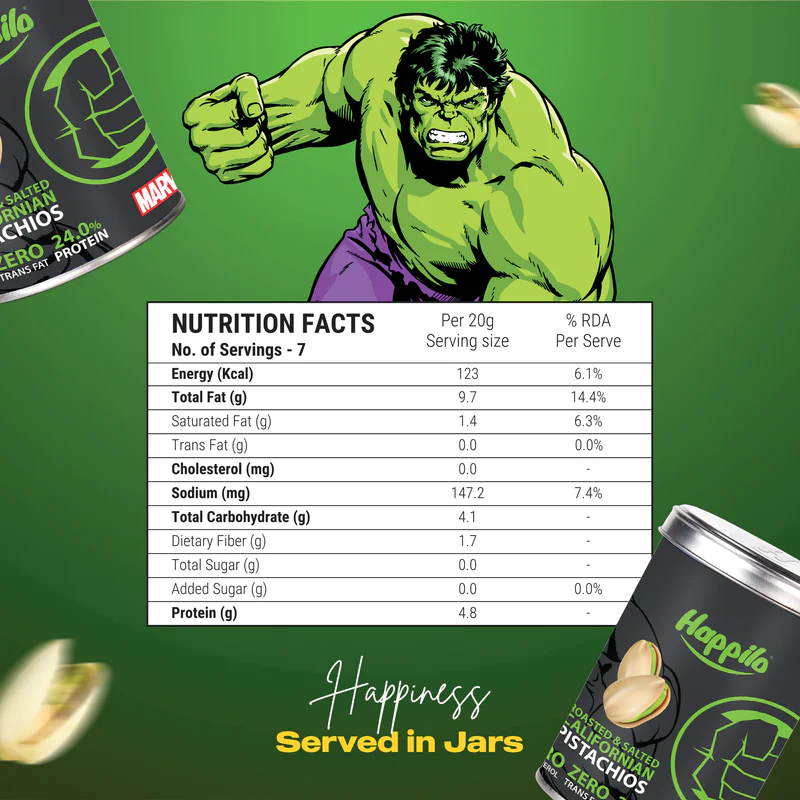 NUTRITION FACTS
No. of Servings - 7
Per 20g
Serving size
% RDA
Per Serve
Energy (Kcal) 123 6.1%
Total Fat (g) 9.7 14.4%
Saturated Fat (g) 1.4 6.3%
Trans Fat (g) 0.0 0.0%
Cholesterol (mg) 0.0 -
Sodium (mg) 147.2 7.4%
Total Carbohydrate (g) 4.1 -
Dietary Fiber (g) 1.7 -
Total Sugar (g) 0.0 -
Added Sugar (g) 0.0 0.0%
Protein (g) 4.8 -
Happiness
Served in Jars
& SALTED
ZERO 24.0%
TRANS FAT PROTEIN
Happilo
ROASTED & SALTED
CALIFORNIAN
PISTACHIOS
ZERO